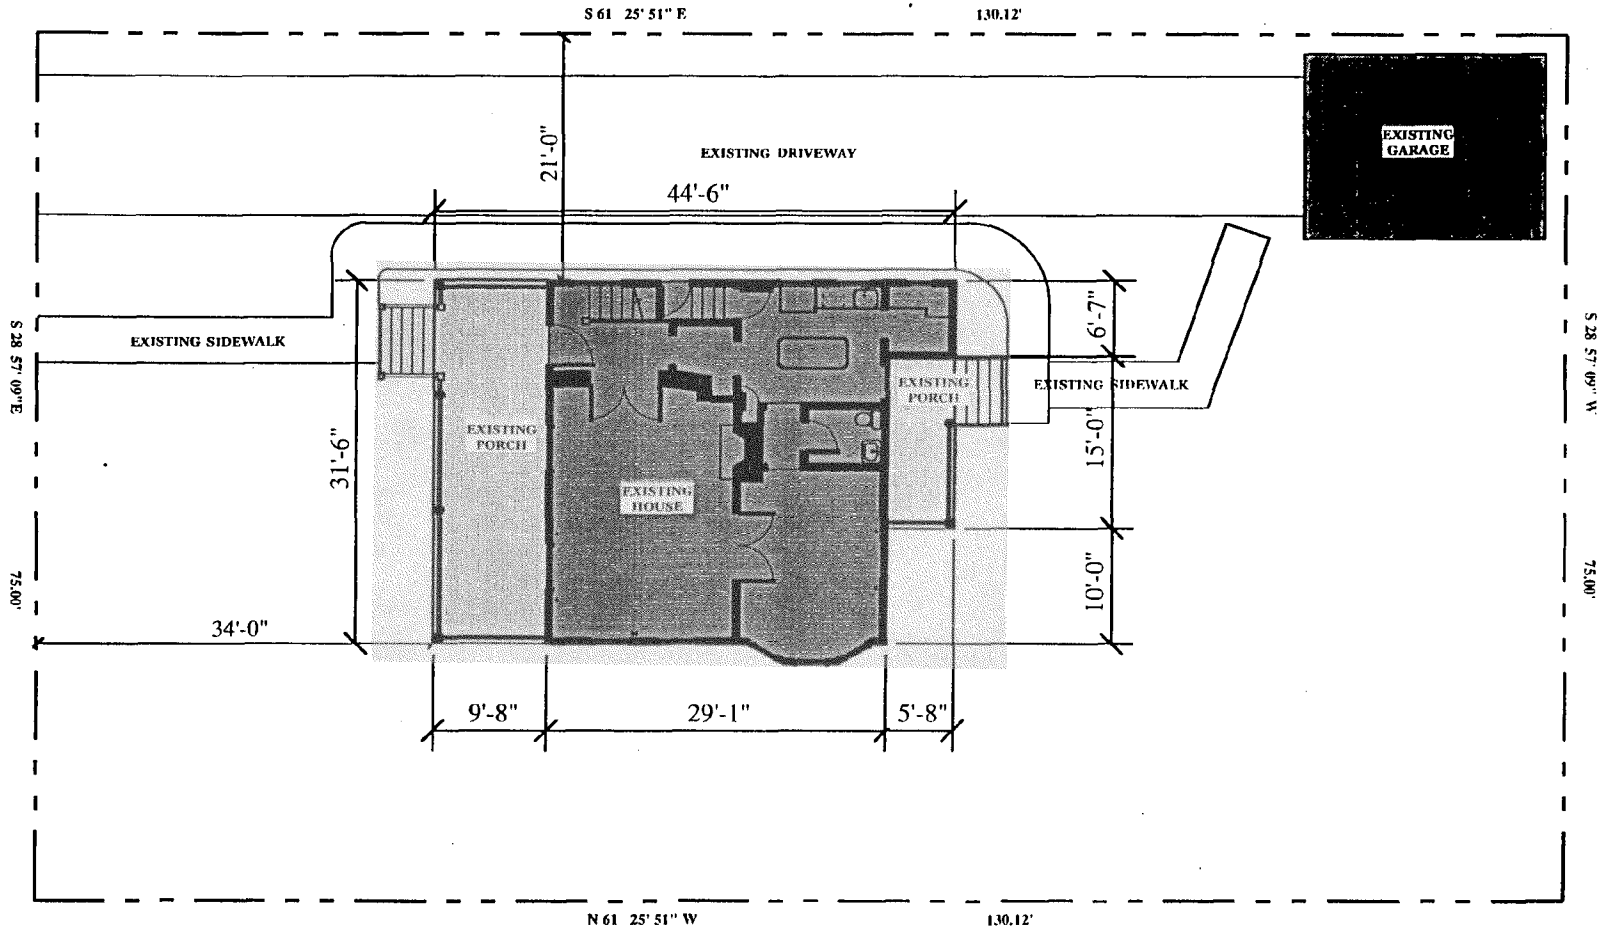 S 61 25' 51" E 130.12'
EXISTING
GARAGE
21'-0"
EXISTING DRIVEWAY
44'-6"
6'-7"
S 28 57' 09"E
EXISTING SIDEWALK
S 28 57' 09" W
EXISTING
PORCH
EXISTING SIDEWALK
31'-6"
EXISTING
PORCH
15'-0"
EXISTING
HOUSE
10'-0"
75.00'
75.00'
34'-0"
9'-8"
29'-1"
5'-8"
N 61 25' 51" W 130.12'